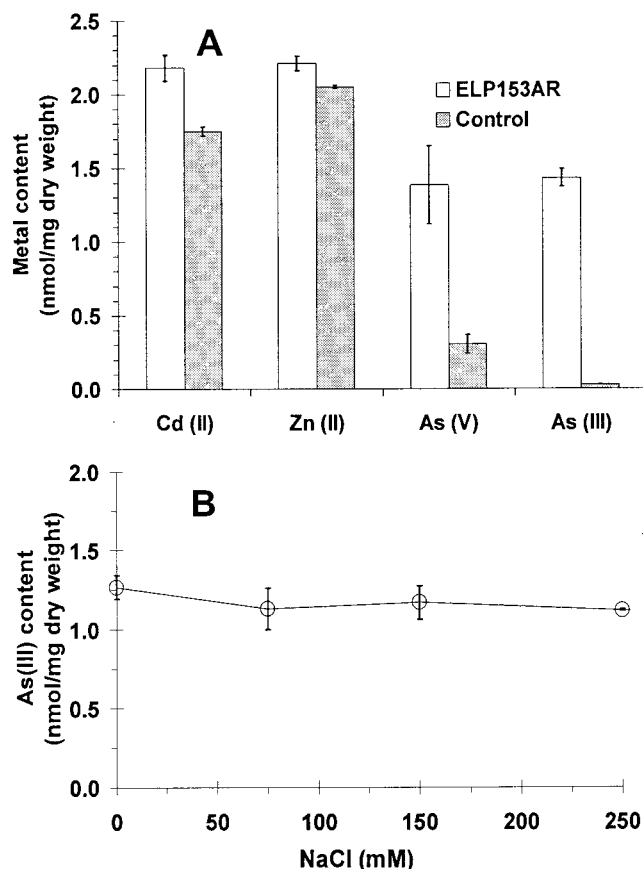 A
2.5
2.0
1.5
1.0
0.5
0.0
Metal content
(nmol/mg dry weight)
ELP153AR
Control
Cd (II) Zn (II) As (V) As (III)
B
2.0
1.5
1.0
0.5
0.0
As(III) content
(nmol/mg dry weight)
0 50 100 150 200 250
NaCl (mM)